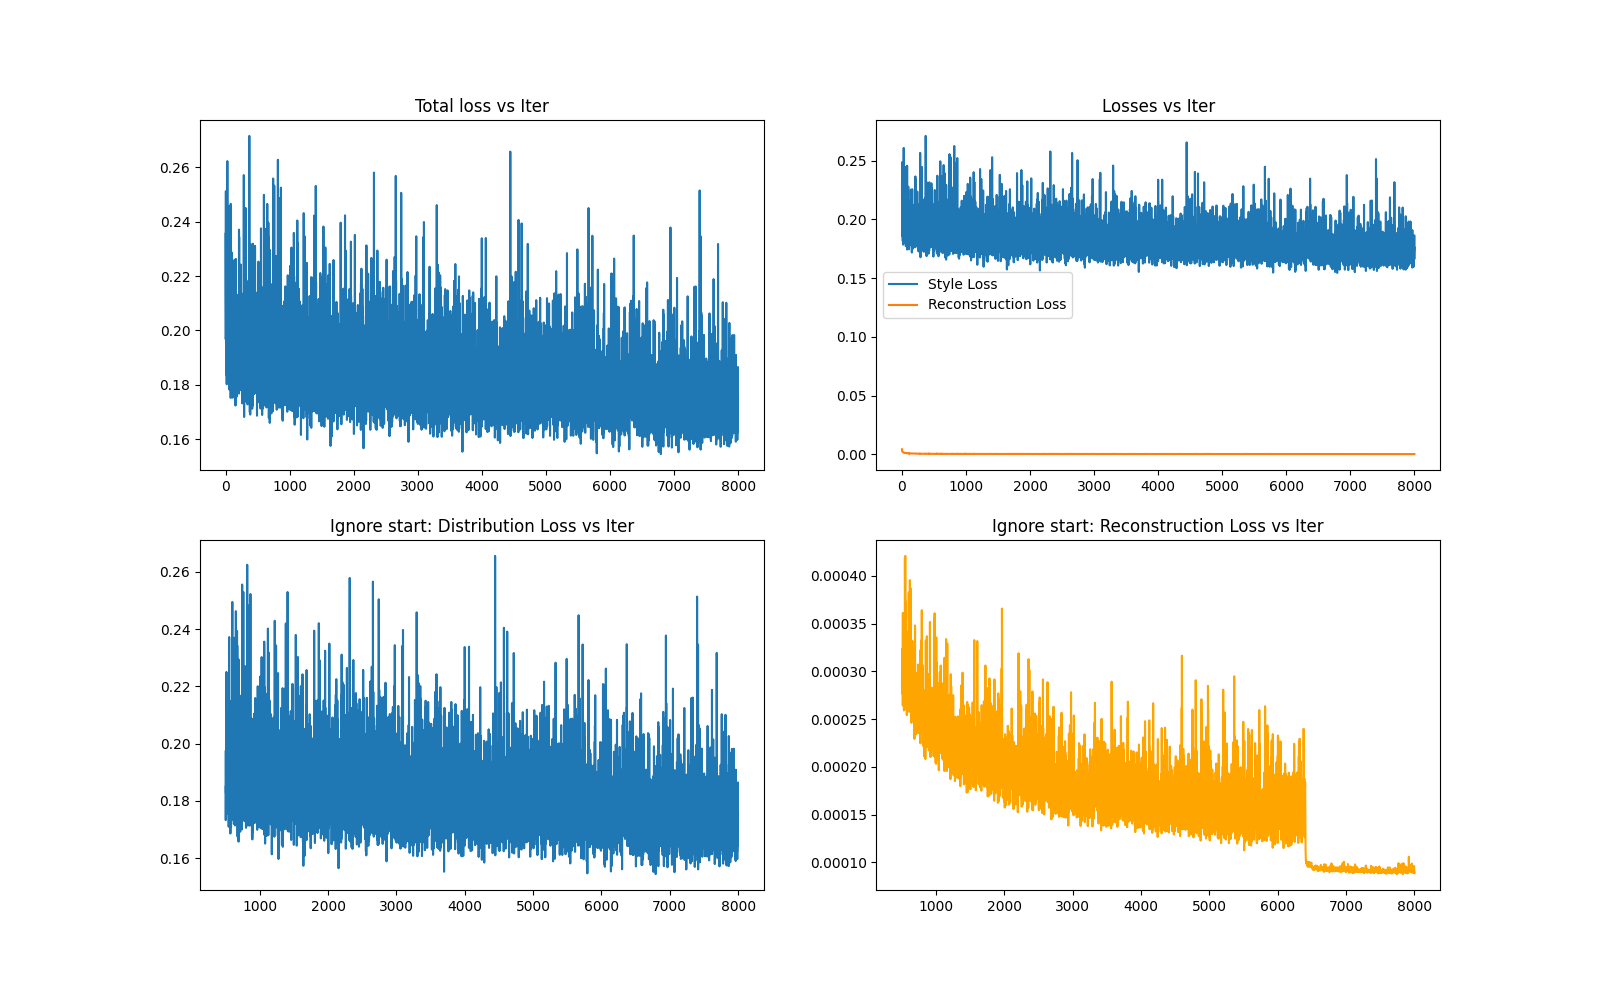 Total loss vs Iter
0.26
0.24
0.22
0.20
0.18
0.16
0 1000 2000 3000 4000 5000 6000 7000 8000
Losses vs Iter
0.25
0.20
0.15
0.10
0.05
0.00
Style Loss
Reconstruction Loss
0 1000 2000 3000 4000 5000 6000 7000 8000
Ignore start: Distribution Loss vs Iter
0.26
0.24
0.22
0.20
0.18
0.16
1000 2000 3000 4000 5000 6000 7000 8000
Ignore start: Reconstruction Loss vs Iter
0.00040
0.00035
0.00030
0.00025
0.00020
0.00015
0.00010
1000 2000 3000 4000 5000 6000 7000 8000